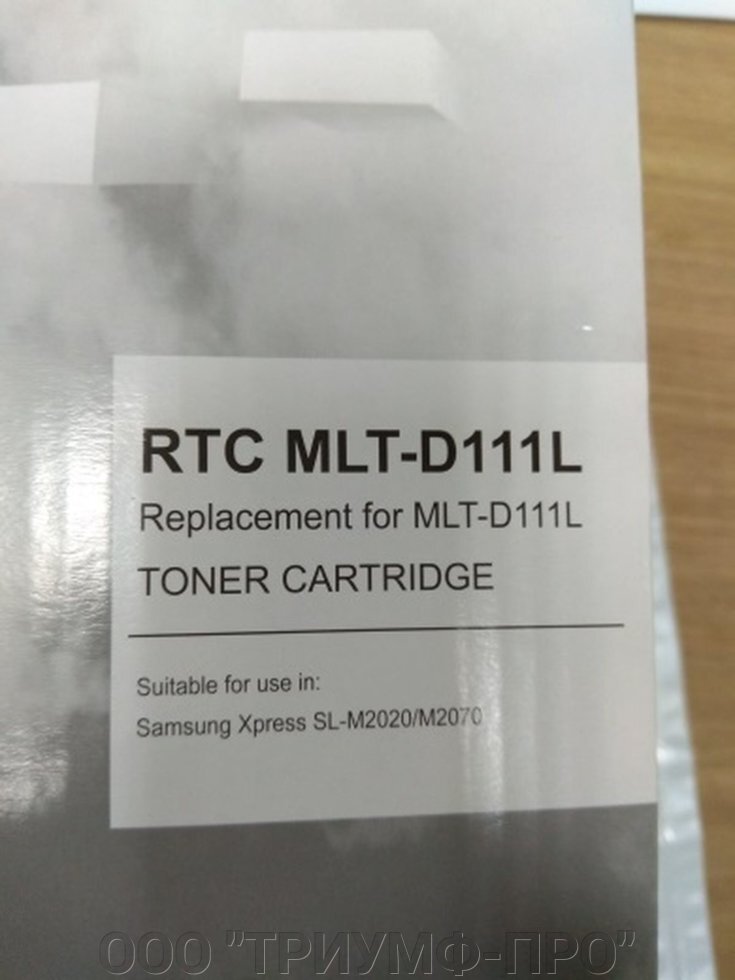 RTC MLT-D111L
Replacement for MLT-D111L
TONER CARTRIDGE
Suitable for use in:
Samsung Xpress SL-M2020/M2070
ООО "ТРИУМФ-ПРО"